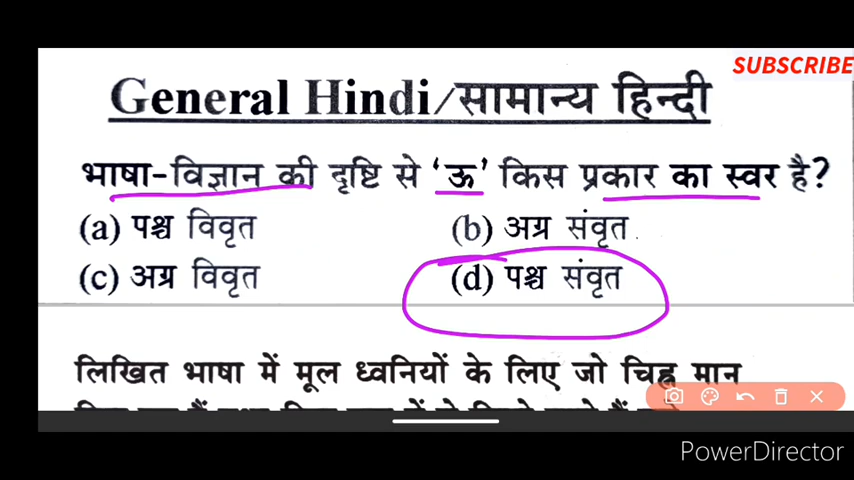 SUBSCRIBE
General Hindi/सामान्य हिन्दी
भाषा-विज्ञान की दृष्टि से ‘ऊ’ किस प्रकार का स्वर है?
(a) पश्च विवृत (b) अग्र संवृत
(c) अग्र विवृत (d) पश्च संवृत
लिखित भाषा में मूल ध्वनियों के लिए जो चिह्न मान
PowerDirector